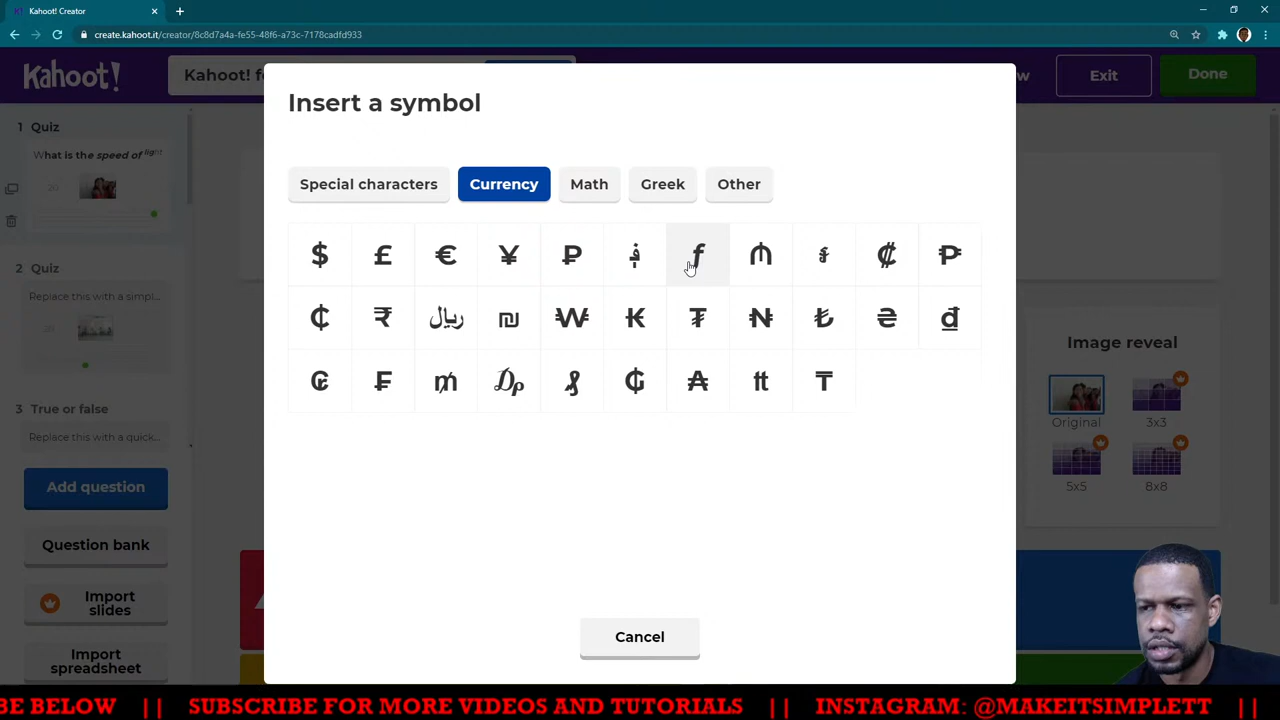 Kahoot! Creator
create.kahoot.it/creator/8c8d7a4a-fe55-48f6-a73c-7178cadfd933
Kahoot!
Kahoot! f
w
Exit
Done
Insert a symbol
Special characters
Currency
Math
Greek
Other
$ £ € ¥ ₽ ƒ ₼ ₡ ₱
₵ ₹ ریال ₪ ₩ ₭ ₮ ₦ ₺ ₴ ₫
₢ ₣ ₥ ₯ ₰ ₲ ₳ ₶ ₸
Cancel
1 Quiz
What is the speed of light
20
2 Quiz
Replace this with a simpl...
3 True or false
Replace this with a quick...
Add question
Question bank
Import
slides
Import
spreadsheet
Image reveal
Original
3x3
5x5
8x8
BE BELOW || SUBSCRIBE FOR MORE VIDEOS AND TUTORIALS || INSTAGRAM: @MAKEITSIMPLETT ||